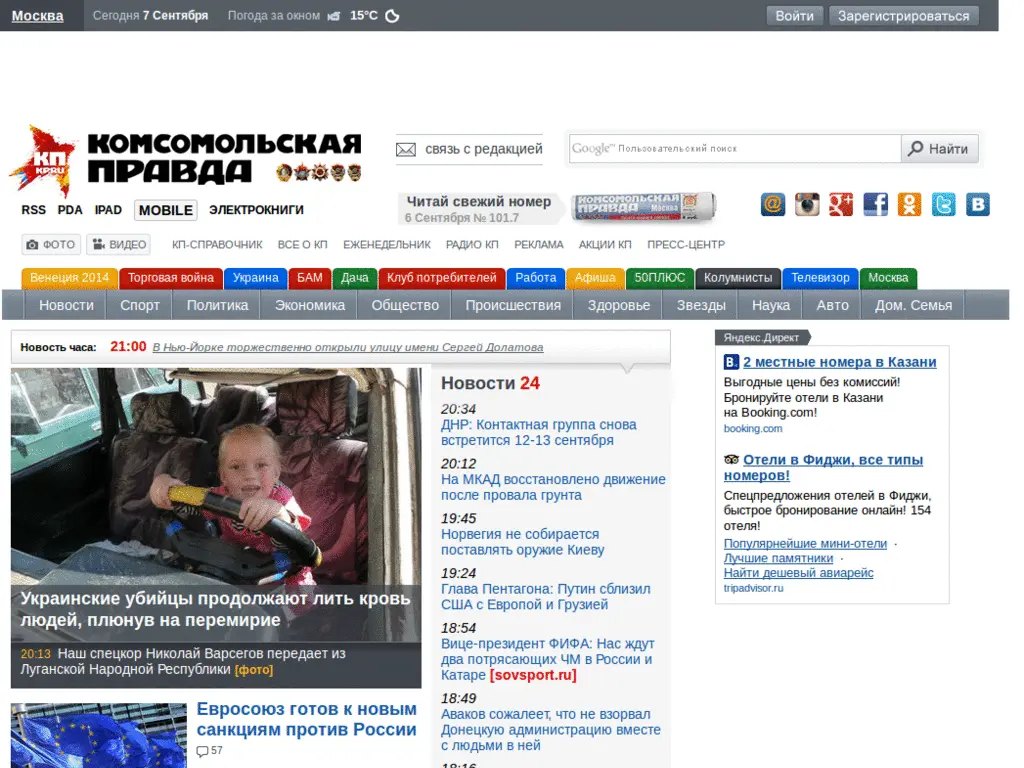 Москва Сегодня 7 Сентября Погода за окном 15°C Войти Зарегистрироваться
КП
KP.RU
КОМСОМОЛЬСКАЯ
ПРАВДА
связь с редакцией
Google™ Пользовательский поиск Найти
RSS PDA IPAD MOBILE ЭЛЕКТРОКНИГИ
Читай свежий номер
6 Сентября № 101.7
КОМСОМОЛЬСКАЯ
ПРАВДА Москва
ФОТО ВИДЕО КП-СПРАВОЧНИК ВСЕ О КП ЕЖЕНЕДЕЛЬНИК РАДИО КП РЕКЛАМА АКЦИИ КП ПРЕСС-ЦЕНТР
Венеция 2014 Торговая война Украина БАМ Дача Клуб потребителей Работа Афиша 50ПЛЮС Колумнисты Телевизор Москва
Новости Спорт Политика Экономика Общество Происшествия Здоровье Звезды Наука Авто Дом. Семья
Новость часа: 21:00 В Нью-Йорке торжественно открыли улицу имени Сергей Долатова
Украинские убийцы продолжают лить кровь
людей, плюнув на перемирие
20:13 Наш спецкор Николай Варсегов передает из
Луганской Народной Республики [фото]
Евросоюз готов к новым
санкциям против России
57
Новости 24
20:34
ДНР: Контактная группа снова
встретится 12-13 сентября
20:12
На МКАД восстановлено движение
после провала грунта
19:45
Норвегия не собирается
поставлять оружие Киеву
19:24
Глава Пентагона: Путин сблизил
США с Европой и Грузией
18:54
Вице-президент ФИФА: Нас ждут
два потрясающих ЧМ в России и
Катаре [sovsport.ru]
18:49
Аваков сожалеет, что не взорвал
Донецкую администрацию вместе
с людьми в ней
18:16
Яндекс.Директ
B. 2 местные номера в Казани
Выгодные цены без комиссий!
Бронируйте отели в Казани
на Booking.com!
booking.com
Отели в Фиджи, все типы
номеров!
Спецпредложения отелей в Фиджи,
быстрое бронирование онлайн! 154
отеля!
Популярнейшие мини-отели ·
Лучшие памятники ·
Найти дешевый авиарейс
tripadvisor.ru